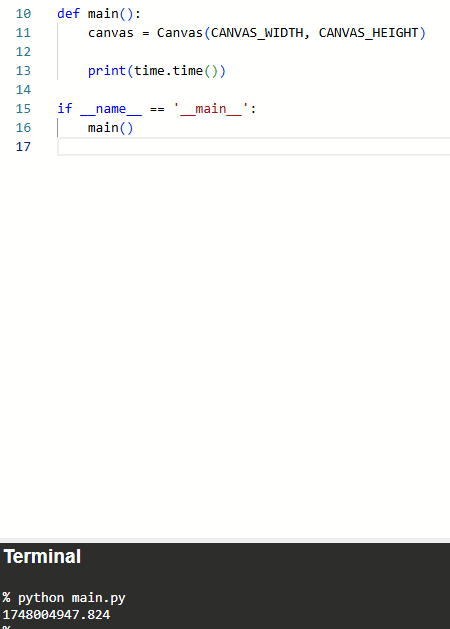 10 def main():
11     canvas = Canvas(CANVAS_WIDTH, CANVAS_HEIGHT)
12
13     print(time.time())
14
15 if __name__ == '__main__':
16     main()
17
Terminal
% python main.py
1748004947.824
%